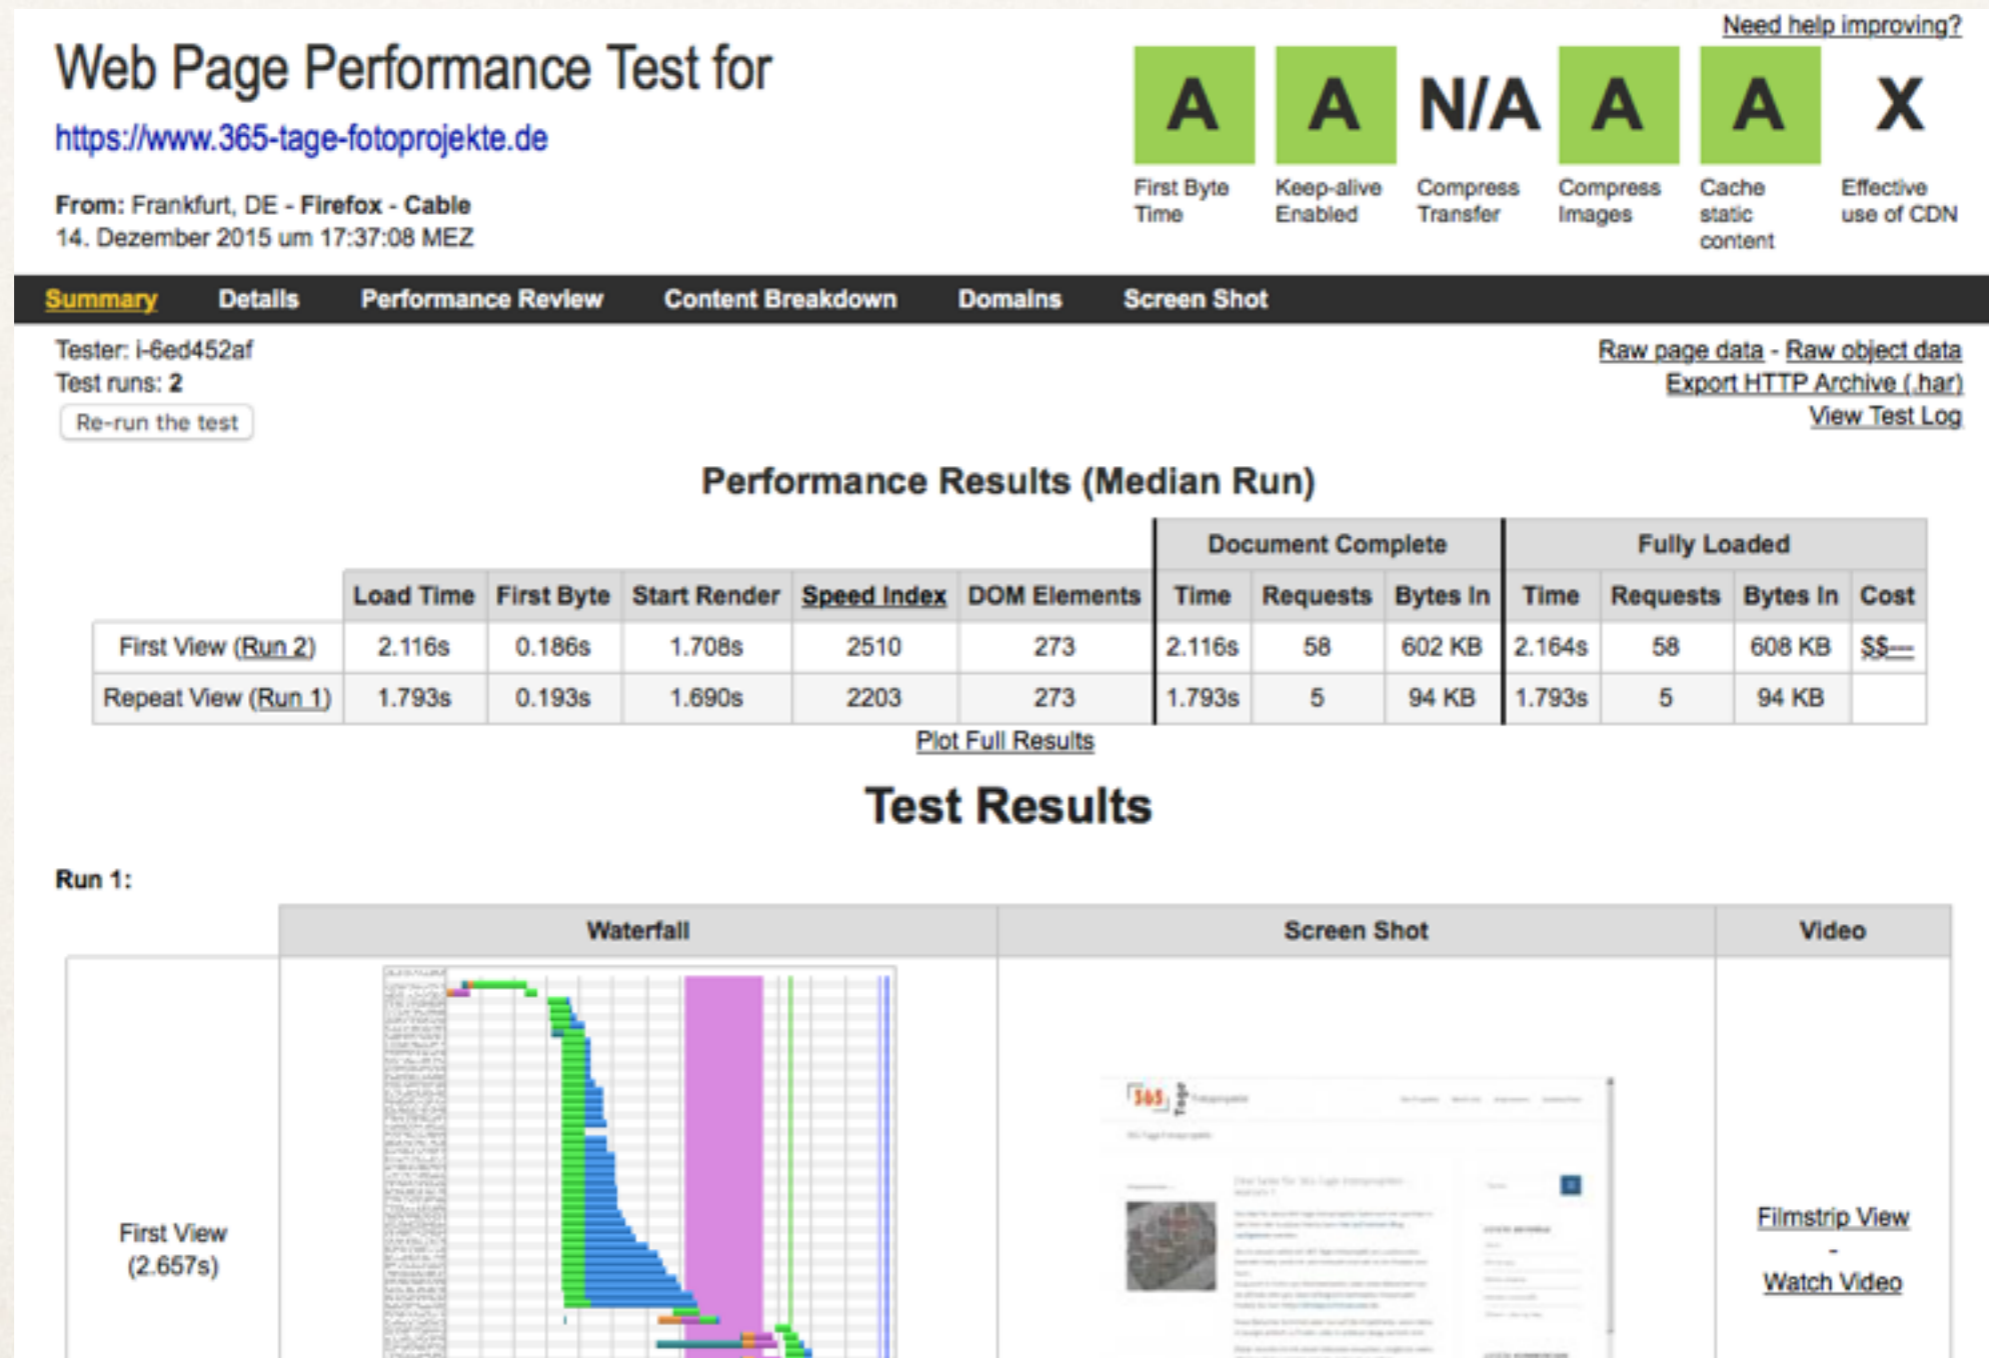 Need help improving?
Web Page Performance Test for
https://www.365-tage-fotoprojekte.de
From: Frankfurt, DE - Firefox - Cable
14. Dezember 2015 um 17:37:08 MEZ
A A N/A A A X
First Byte Time Keep-alive Enabled Compress Transfer Compress Images Cache static content Effective use of CDN
Summary Details Performance Review Content Breakdown Domains Screen Shot
Tester: i-6ed452af
Test runs: 2
Re-run the test
Raw page data - Raw object data
Export HTTP Archive (.har)
View Test Log
Performance Results (Median Run)
Document Complete Fully Loaded
Load Time First Byte Start Render Speed Index DOM Elements Time Requests Bytes In Time Requests Bytes In Cost
First View (Run 2) 2.116s 0.186s 1.708s 2510 273 2.116s 58 602 KB 2.164s 58 608 KB $$---
Repeat View (Run 1) 1.793s 0.193s 1.690s 2203 273 1.793s 5 94 KB 1.793s 5 94 KB
Plot Full Results
Test Results
Run 1:
Waterfall Screen Shot Video
First View
(2.657s)
365 Tage
Filmstrip View
-
Watch Video